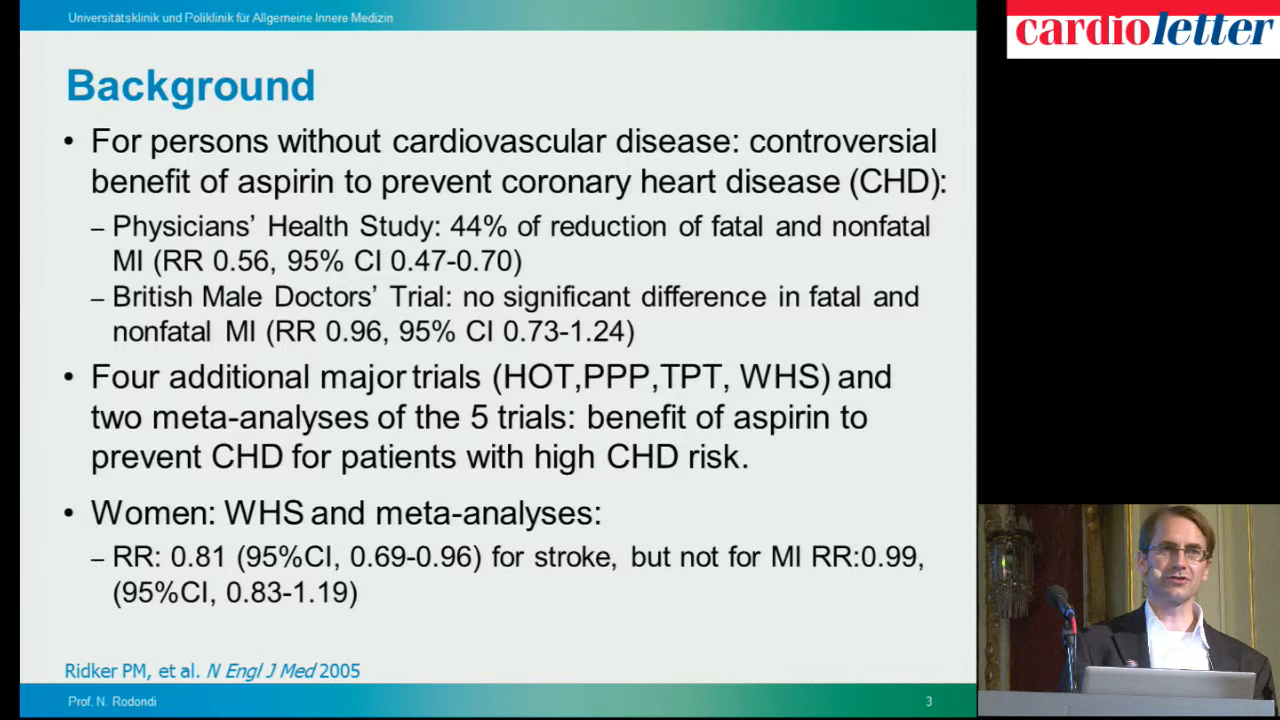 Universitätsklinik und Poliklinik für Allgemeine Innere Medizin
cardioletter
Background
• For persons without cardiovascular disease: controversial
benefit of aspirin to prevent coronary heart disease (CHD):
– Physicians’ Health Study: 44% of reduction of fatal and nonfatal
MI (RR 0.56, 95% CI 0.47-0.70)
– British Male Doctors’ Trial: no significant difference in fatal and
nonfatal MI (RR 0.96, 95% CI 0.73-1.24)
• Four additional major trials (HOT,PPP,TPT, WHS) and
two meta-analyses of the 5 trials: benefit of aspirin to
prevent CHD for patients with high CHD risk.
• Women: WHS and meta-analyses:
– RR: 0.81 (95%CI, 0.69-0.96) for stroke, but not for MI RR:0.99,
(95%CI, 0.83-1.19)
Ridker PM, et al. N Engl J Med 2005
Prof. N. Rodondi
3